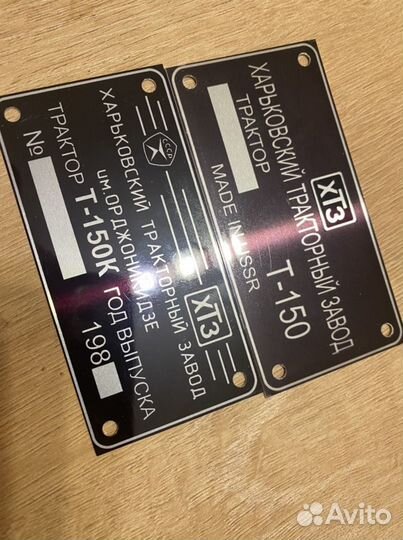 СССР
ХАРЬКОВСКИЙ ТРАКТОРНЫЙ ЗАВОД
им. ОРДЖОНИКИДЗЕ
ХТЗ
ТРАКТОР Т-150К ГОД ВЫПУСКА
№ 198
ХАРЬКОВСКИЙ ТРАКТОРНЫЙ ЗАВОД
ХТЗ
ТРАКТОР Т-150
MADE IN USSR
Avito